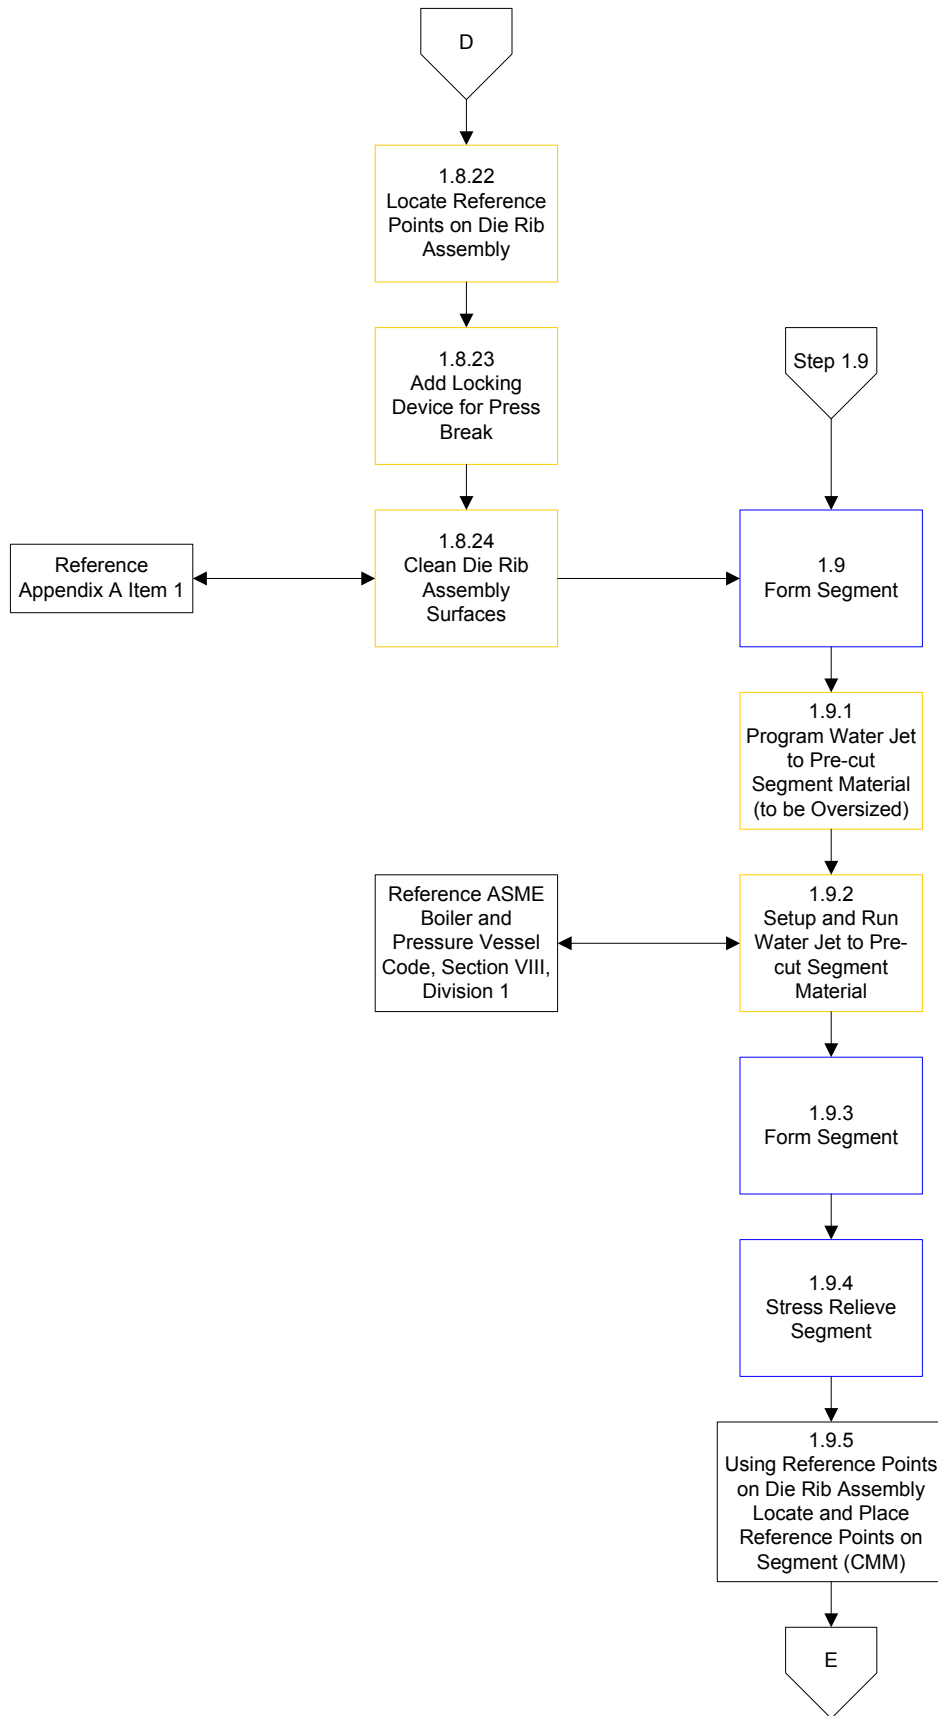 D
1.8.22
Locate Reference
Points on Die Rib
Assembly
1.8.23
Add Locking
Device for Press
Break
Step 1.9
1.8.24
Clean Die Rib
Assembly
Surfaces
Reference
Appendix A Item 1
1.9
Form Segment
1.9.1
Program Water Jet
to Pre-cut
Segment Material
(to be Oversized)
Reference ASME
Boiler and
Pressure Vessel
Code, Section VIII,
Division 1
1.9.2
Setup and Run
Water Jet to Pre-
cut Segment
Material
1.9.3
Form Segment
1.9.4
Stress Relieve
Segment
1.9.5
Using Reference Points
on Die Rib Assembly
Locate and Place
Reference Points on
Segment (CMM)
E